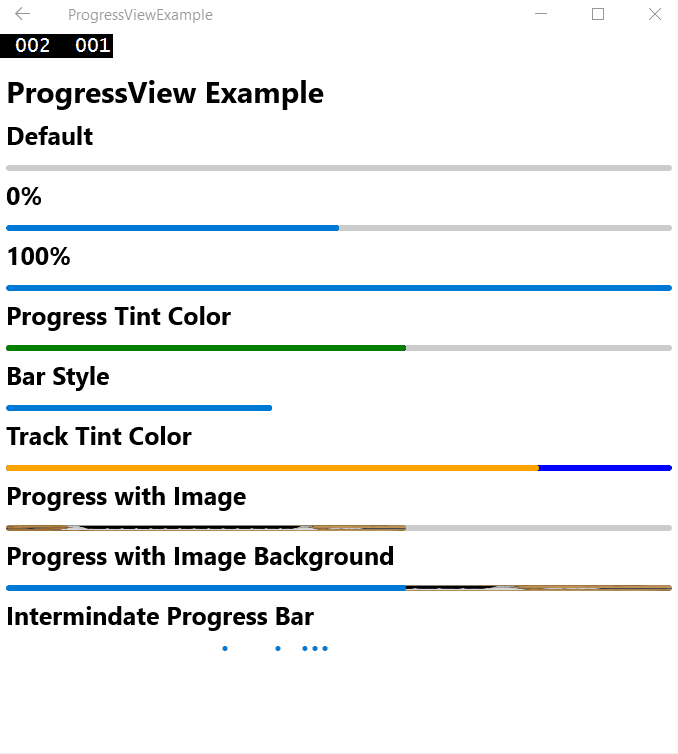 ProgressViewExample
002 001
ProgressView Example
Default
0%
100%
Progress Tint Color
Bar Style
Track Tint Color
Progress with Image
Progress with Image Background
Intermindate Progress Bar